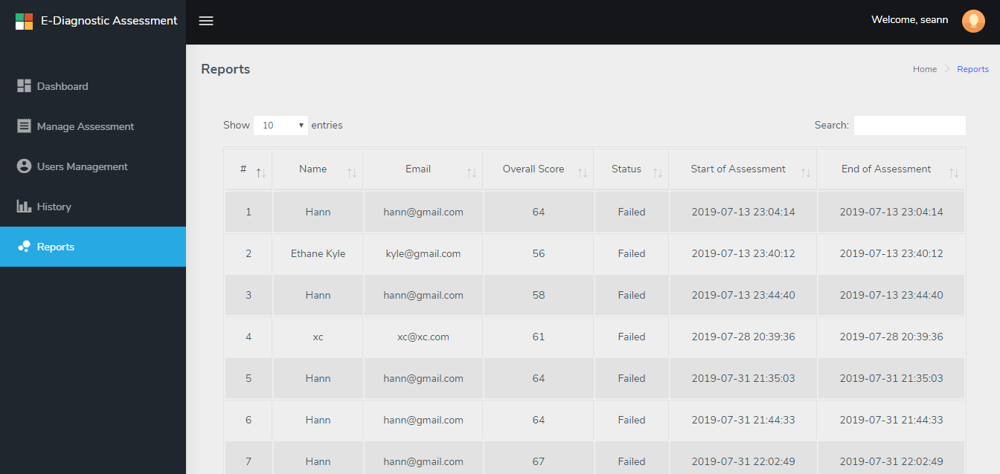 E-Diagnostic Assessment
Welcome, seann
Dashboard
Manage Assessment
Users Management
History
Reports
Reports
Home Reports
Show 10 entries Search:
# Name Email Overall Score Status Start of Assessment End of Assessment
1 Hann hann@gmail.com 64 Failed 2019-07-13 23:04:14 2019-07-13 23:04:14
2 Ethane Kyle kyle@gmail.com 56 Failed 2019-07-13 23:40:12 2019-07-13 23:40:12
3 Hann hann@gmail.com 58 Failed 2019-07-13 23:44:40 2019-07-13 23:44:40
4 xc xc@xc.com 61 Failed 2019-07-28 20:39:36 2019-07-28 20:39:36
5 Hann hann@gmail.com 64 Failed 2019-07-31 21:35:03 2019-07-31 21:35:03
6 Hann hann@gmail.com 64 Failed 2019-07-31 21:44:33 2019-07-31 21:44:33
7 Hann hann@gmail.com 67 Failed 2019-07-31 22:02:49 2019-07-31 22:02:49